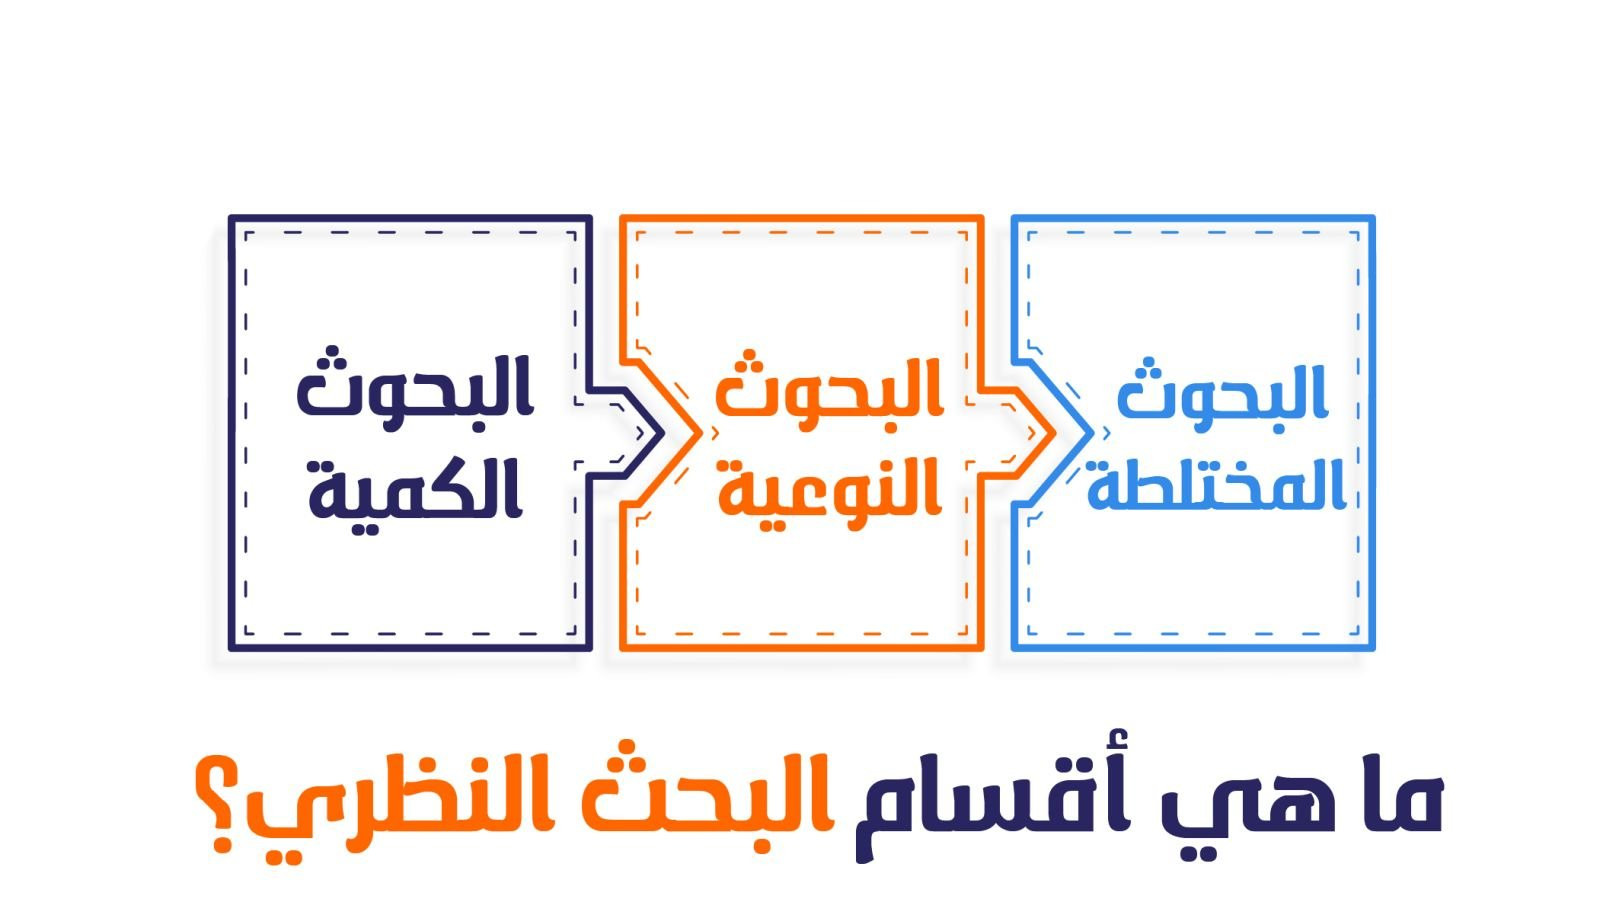 البحوث
الكمية
البحوث
النوعية
البحوث
المختلطة
ما هي أقسام البحث النظري؟